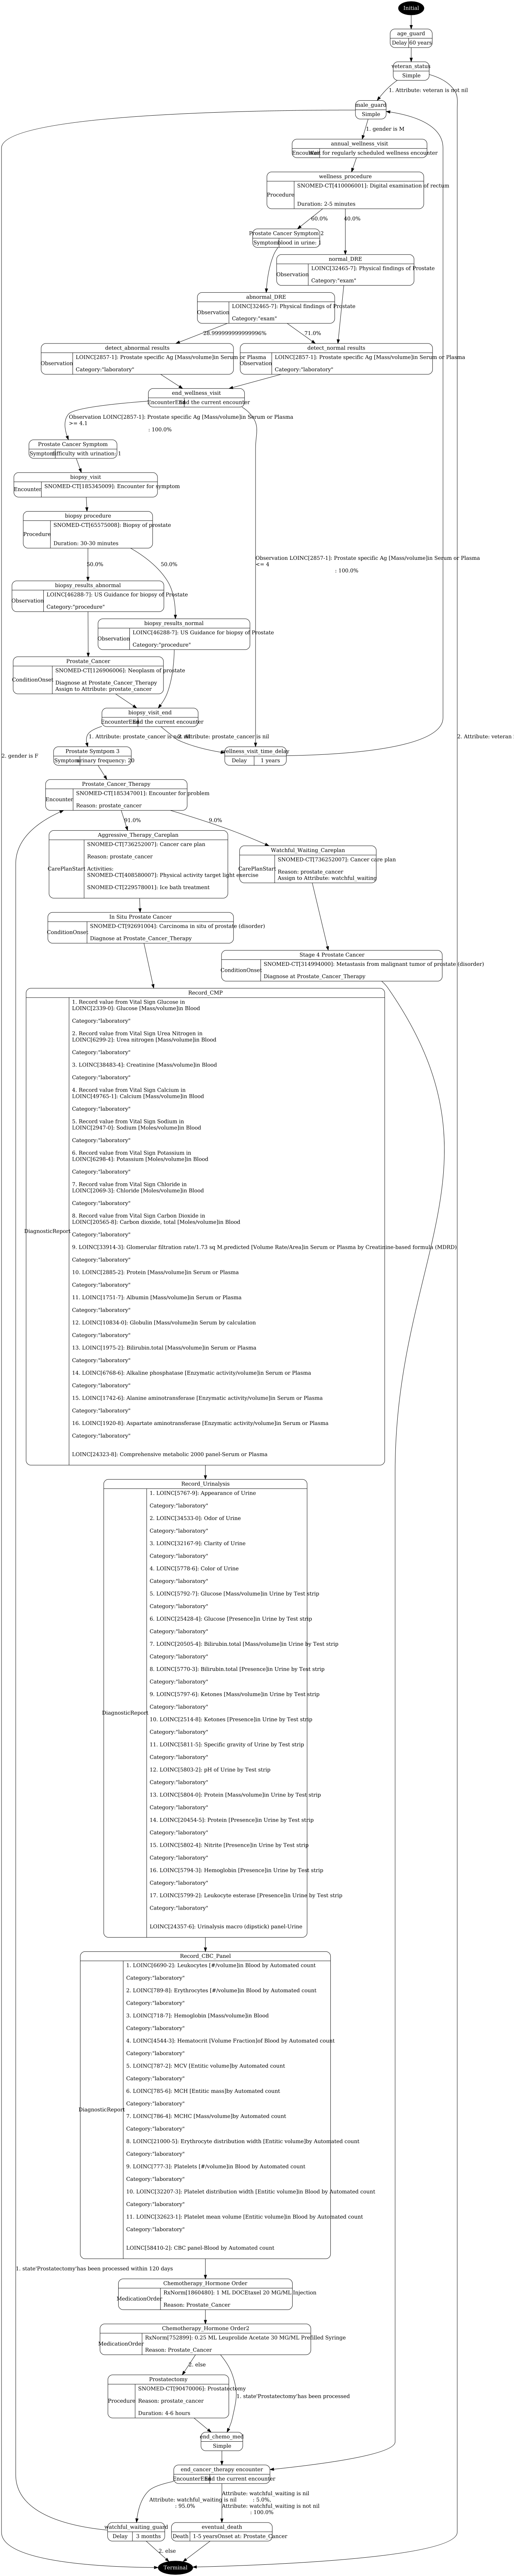 Initial
age_guard
Delay 60 years
veteran_status
Simple
1. Attribute: veteran is not nil
male_guard
Simple
1. gender is M
annual_wellness_visit
Encounter Wait for regularly scheduled wellness encounter
wellness_procedure
Procedure
SNOMED-CT[410006001]: Digital examination of rectum
Duration: 2-5 minutes
60.0% 40.0%
Prostate Cancer Symptom 2
Symptom blood in urine: 1
normal_DRE
Observation
LOINC[32465-7]: Physical findings of Prostate
Category:"exam"
abnormal_DRE
Observation
LOINC[32465-7]: Physical findings of Prostate
Category:"exam"
28.999999999999996% 71.0%
detect_abnormal results
Observation
LOINC[2857-1]: Prostate specific Ag [Mass/volume]in Serum or Plasma
Category:"laboratory"
detect_normal results
Observation
LOINC[2857-1]: Prostate specific Ag [Mass/volume]in Serum or Plasma
Category:"laboratory"
end_wellness_visit
EncounterEnd End the current encounter
Observation LOINC[2857-1]: Prostate specific Ag [Mass/volume]in Serum or Plasma
>= 4.1
: 100.0%
Prostate Cancer Symptom
Symptom difficulty with urination: 1
biopsy_visit
Encounter SNOMED-CT[185345009]: Encounter for symptom
biopsy procedure
Procedure
SNOMED-CT[65575008]: Biopsy of prostate
Duration: 30-30 minutes
Observation LOINC[2857-1]: Prostate specific Ag [Mass/volume]in Serum or Plasma
<= 4
: 100.0%
50.0% 50.0%
biopsy_results_abnormal
Observation
LOINC[46288-7]: US Guidance for biopsy of Prostate
Category:"procedure"
biopsy_results_normal
Observation
LOINC[46288-7]: US Guidance for biopsy of Prostate
Category:"procedure"
Prostate_Cancer
ConditionOnset
SNOMED-CT[126906006]: Neoplasm of prostate
Diagnose at Prostate_Cancer_Therapy
Assign to Attribute: prostate_cancer
biopsy_visit_end
EncounterEnd End the current encounter
1. Attribute: prostate_cancer is not nil
2. Attribute: prostate_cancer is nil
2. Attribute: veteran
2. gender is F
Prostate Symtpom 3
Symptom urinary frequency: 20
wellness_visit_time_delay
Delay 1 years
Prostate_Cancer_Therapy
Encounter
SNOMED-CT[185347001]: Encounter for problem
Reason: prostate_cancer
91.0% 9.0%
Aggressive_Therapy_Careplan
CarePlanStart
SNOMED-CT[736252007]: Cancer care plan
Reason: prostate_cancer
Activities:
SNOMED-CT[408580007]: Physical activity target light exercise
SNOMED-CT[229578001]: Ice bath treatment
Watchful_Waiting_Careplan
CarePlanStart
SNOMED-CT[736252007]: Cancer care plan
Reason: prostate_cancer
Assign to Attribute: watchful_waiting
In Situ Prostate Cancer
ConditionOnset
SNOMED-CT[92691004]: Carcinoma in situ of prostate (disorder)
Diagnose at Prostate_Cancer_Therapy
Stage 4 Prostate Cancer
ConditionOnset
SNOMED-CT[314994000]: Metastasis from malignant tumor of prostate (disorder)
Diagnose at Prostate_Cancer_Therapy
Record_CMP
DiagnosticReport
1. Record value from Vital Sign Glucose in
LOINC[2339-0]: Glucose [Mass/volume]in Blood
Category:"laboratory"
2. Record value from Vital Sign Urea Nitrogen in
LOINC[6299-2]: Urea nitrogen [Mass/volume]in Blood
Category:"laboratory"
3. LOINC[38483-4]: Creatinine [Mass/volume]in Blood
Category:"laboratory"
4. Record value from Vital Sign Calcium in
LOINC[49765-1]: Calcium [Mass/volume]in Blood
Category:"laboratory"
5. Record value from Vital Sign Sodium in
LOINC[2947-0]: Sodium [Moles/volume]in Blood
Category:"laboratory"
6. Record value from Vital Sign Potassium in
LOINC[6298-4]: Potassium [Moles/volume]in Blood
Category:"laboratory"
7. Record value from Vital Sign Chloride in
LOINC[2069-3]: Chloride [Moles/volume]in Blood
Category:"laboratory"
8. Record value from Vital Sign Carbon Dioxide in
LOINC[20565-8]: Carbon dioxide, total [Moles/volume]in Blood
Category:"laboratory"
9. LOINC[33914-3]: Glomerular filtration rate/1.73 sq M.predicted [Volume Rate/Area]in Serum or Plasma by Creatinine-based formula (MDRD)
Category:"laboratory"
10. LOINC[2885-2]: Protein [Mass/volume]in Serum or Plasma
Category:"laboratory"
11. LOINC[1751-7]: Albumin [Mass/volume]in Serum or Plasma
Category:"laboratory"
12. LOINC[10834-0]: Globulin [Mass/volume]in Serum by calculation
Category:"laboratory"
13. LOINC[1975-2]: Bilirubin.total [Mass/volume]in Serum or Plasma
Category:"laboratory"
14. LOINC[6768-6]: Alkaline phosphatase [Enzymatic activity/volume]in Serum or Plasma
Category:"laboratory"
15. LOINC[1742-6]: Alanine aminotransferase [Enzymatic activity/volume]in Serum or Plasma
Category:"laboratory"
16. LOINC[1920-8]: Aspartate aminotransferase [Enzymatic activity/volume]in Serum or Plasma
Category:"laboratory"
LOINC[24323-8]: Comprehensive metabolic 2000 panel-Serum or Plasma
Record_Urinalysis
DiagnosticReport
1. LOINC[5767-9]: Appearance of Urine
Category:"laboratory"
2. LOINC[34533-0]: Odor of Urine
Category:"laboratory"
3. LOINC[32167-9]: Clarity of Urine
Category:"laboratory"
4. LOINC[5778-6]: Color of Urine
Category:"laboratory"
5. LOINC[5792-7]: Glucose [Mass/volume]in Urine by Test strip
Category:"laboratory"
6. LOINC[25428-4]: Glucose [Presence]in Urine by Test strip
Category:"laboratory"
7. LOINC[20505-4]: Bilirubin.total [Mass/volume]in Urine by Test strip
Category:"laboratory"
8. LOINC[5770-3]: Bilirubin.total [Presence]in Urine by Test strip
Category:"laboratory"
9. LOINC[5797-6]: Ketones [Mass/volume]in Urine by Test strip
Category:"laboratory"
10. LOINC[2514-8]: Ketones [Presence]in Urine by Test strip
Category:"laboratory"
11. LOINC[5811-5]: Specific gravity of Urine by Test strip
Category:"laboratory"
12. LOINC[5803-2]: pH of Urine by Test strip
Category:"laboratory"
13. LOINC[5804-0]: Protein [Mass/volume]in Urine by Test strip
Category:"laboratory"
14. LOINC[20454-5]: Protein [Presence]in Urine by Test strip
Category:"laboratory"
15. LOINC[5802-4]: Nitrite [Presence]in Urine by Test strip
Category:"laboratory"
16. LOINC[5794-3]: Hemoglobin [Presence]in Urine by Test strip
Category:"laboratory"
17. LOINC[5799-2]: Leukocyte esterase [Presence]in Urine by Test strip
Category:"laboratory"
LOINC[24357-6]: Urinalysis macro (dipstick) panel-Urine
Record_CBC_Panel
DiagnosticReport
1. LOINC[6690-2]: Leukocytes [#/volume]in Blood by Automated count
Category:"laboratory"
2. LOINC[789-8]: Erythrocytes [#/volume]in Blood by Automated count
Category:"laboratory"
3. LOINC[718-7]: Hemoglobin [Mass/volume]in Blood
Category:"laboratory"
4. LOINC[4544-3]: Hematocrit [Volume Fraction]of Blood by Automated count
Category:"laboratory"
5. LOINC[787-2]: MCV [Entitic volume]by Automated count
Category:"laboratory"
6. LOINC[785-6]: MCH [Entitic mass]by Automated count
Category:"laboratory"
7. LOINC[786-4]: MCHC [Mass/volume]by Automated count
Category:"laboratory"
8. LOINC[21000-5]: Erythrocyte distribution width [Entitic volume]by Automated count
Category:"laboratory"
9. LOINC[777-3]: Platelets [#/volume]in Blood by Automated count
Category:"laboratory"
10. LOINC[32207-3]: Platelet distribution width [Entitic volume]in Blood by Automated count
Category:"laboratory"
11. LOINC[32623-1]: Platelet mean volume [Entitic volume]in Blood by Automated count
Category:"laboratory"
LOINC[58410-2]: CBC panel-Blood by Automated count
1. state'Prostatectomy'has been processed within 120 days
Chemotherapy_Hormone Order
MedicationOrder
RxNorm[1860480]: 1 ML DOCEtaxel 20 MG/ML Injection
Reason: Prostate_Cancer
Chemotherapy_Hormone Order2
MedicationOrder
RxNorm[752899]: 0.25 ML Leuprolide Acetate 30 MG/ML Prefilled Syringe
Reason: Prostate_Cancer
2. else
Prostatectomy
Procedure
SNOMED-CT[90470006]: Prostatectomy
Reason: prostate_cancer
Duration: 4-6 hours
1. state'Prostatectomy'has been processed
end_chemo_med
Simple
end_cancer_therapy encounter
EncounterEnd End the current encounter
Attribute: watchful_waiting is nil
: 95.0%
Attribute: watchful_waiting is nil
: 5.0%,
Attribute: watchful_waiting is not nil
: 100.0%
watchful_waiting_guard
Delay 3 months
eventual_death
Death 1-5 yearsOnset at: Prostate_Cancer
2. else
Terminal